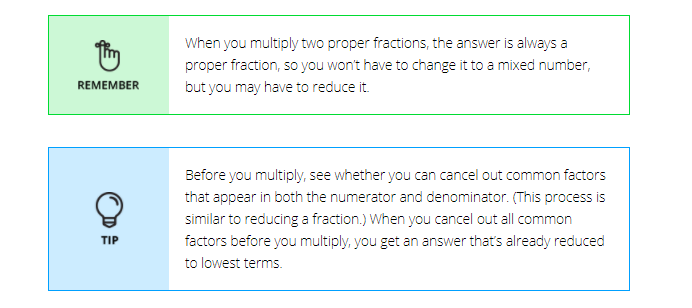 When you multiply two proper fractions, the answer is always a
proper fraction, so you won't have to change it to a mixed number,
but you may have to reduce it.
REMEMBER
Before you multiply, see whether you can cancel out common factors
that appear in both the numerator and denominator. (This process is
similar to reducing a fraction.) When you cancel out all common
factors before you multiply, you get an answer that's already reduced
to lowest terms.
TIP